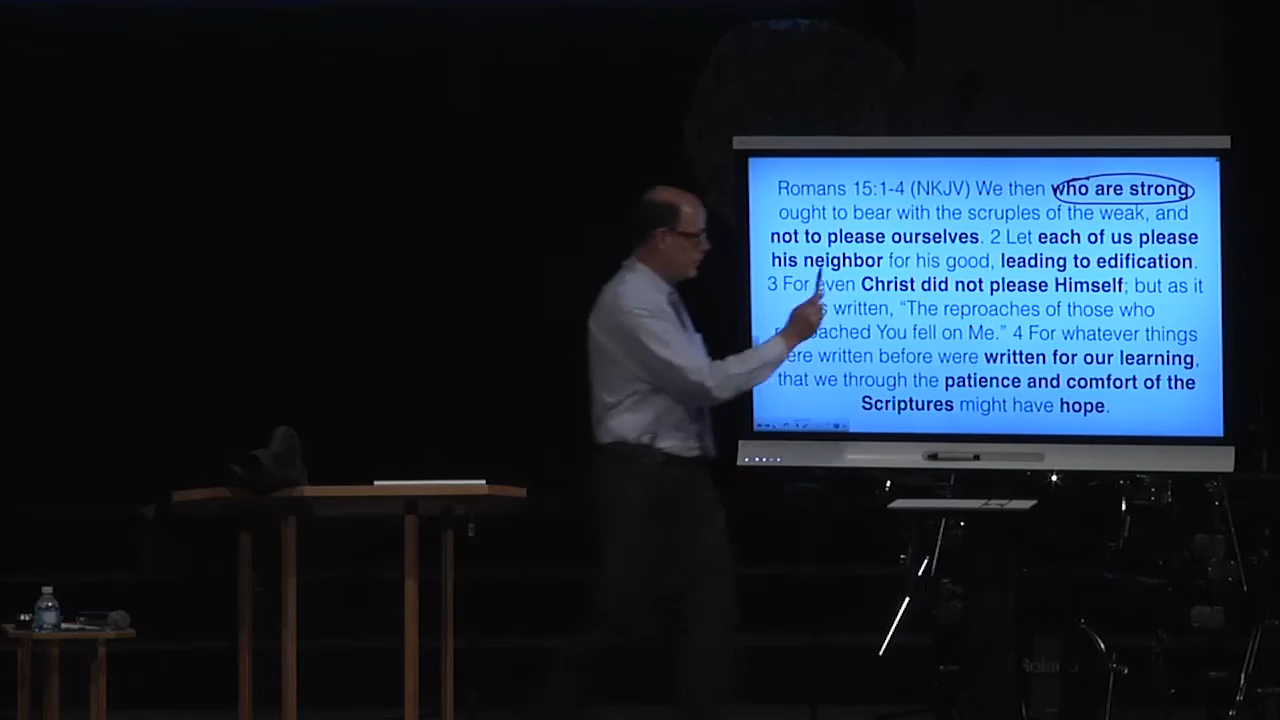 Romans 15:1-4 (NKJV) We then who are strong
ought to bear with the scruples of the weak, and
not to please ourselves. 2 Let each of us please
his neighbor for his good, leading to edification.
3 For even Christ did not please Himself; but as it
written, “The reproaches of those who
You fell on Me.” 4 For whatever things
written before were written for our learning,
that we through the patience and comfort of the
Scriptures might have hope.